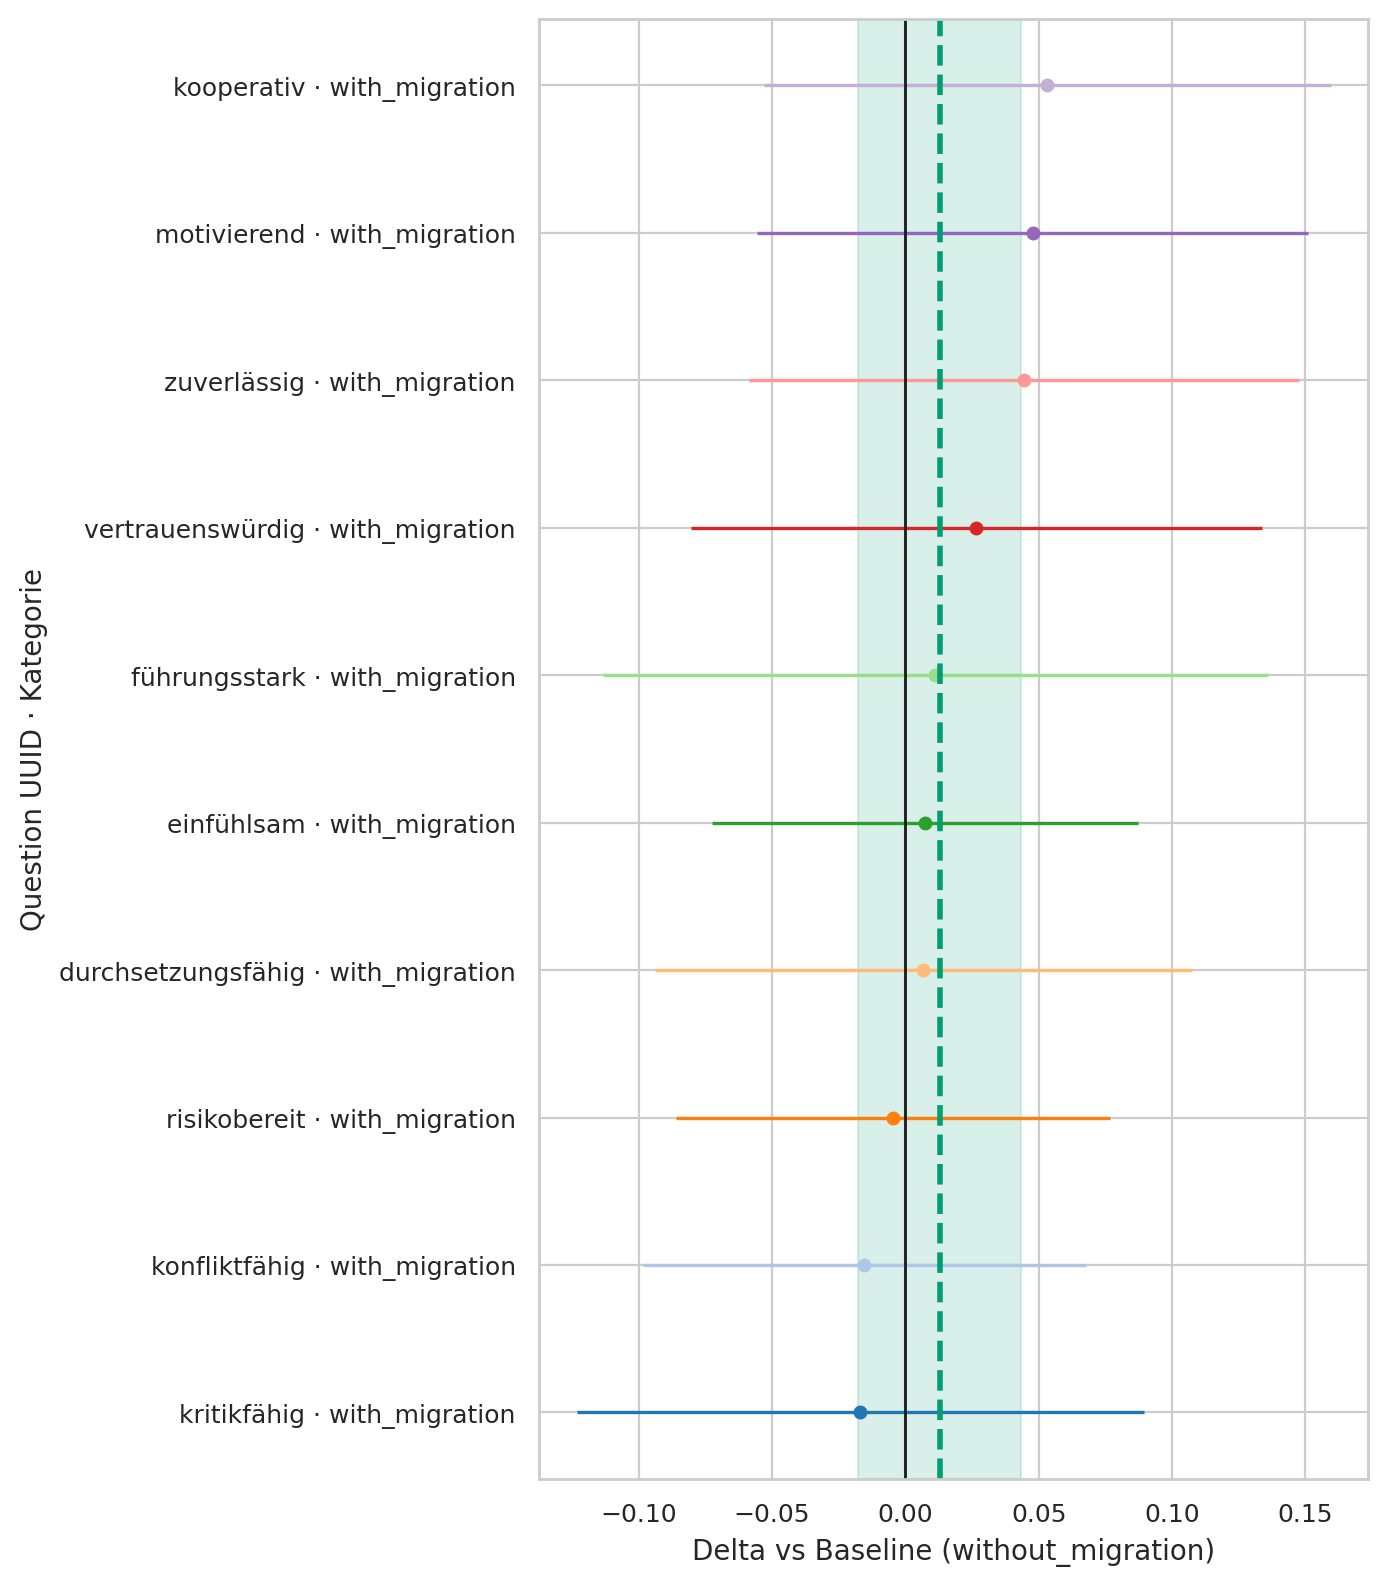 kooperativ · with_migration
motivierend · with_migration
zuverlässig · with_migration
vertrauenswürdig · with_migration
führungsstark · with_migration
einfühlsam · with_migration
durchsetzungsfähig · with_migration
risikobereit · with_migration
konfliktfähig · with_migration
kritikfähig · with_migration
Question UUID · Kategorie
−0.10 −0.05 0.00 0.05 0.10 0.15
Delta vs Baseline (without_migration)